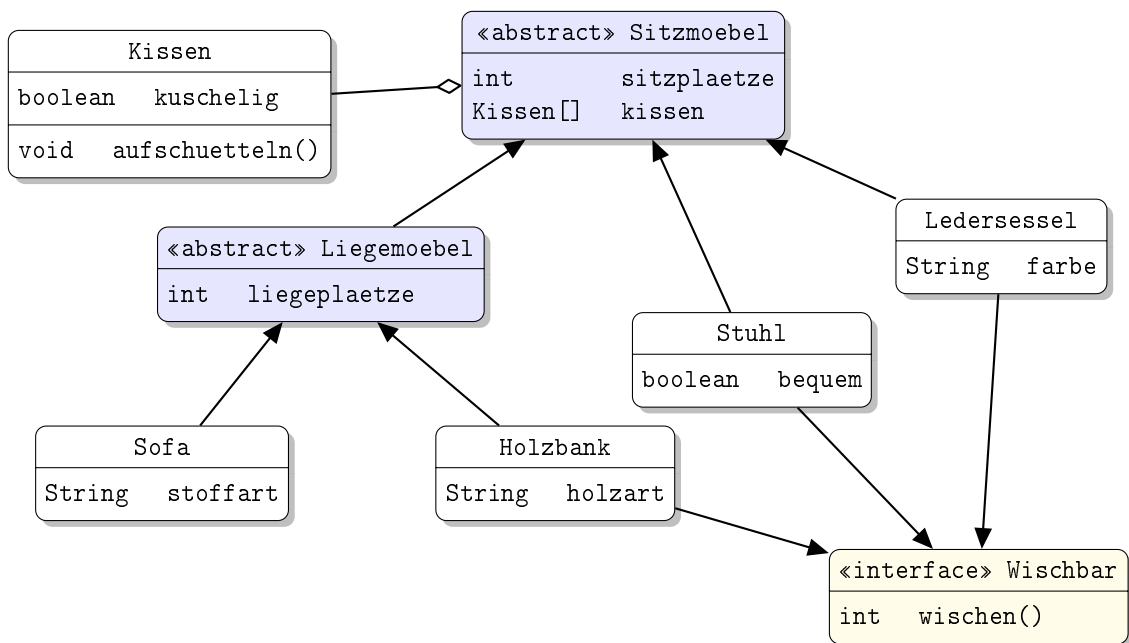 Kissen
boolean kuschelig
void aufschuetteln()
«abstract» Sitzmoebel
int sitzplaetze
Kissen[] kissen
«abstract» Liegemoebel
int liegeplaetze
Ledersessel
String farbe
Stuhl
boolean bequem
Sofa
String stoffart
Holzbank
String holzart
«interface» Wischbar
int wischen()